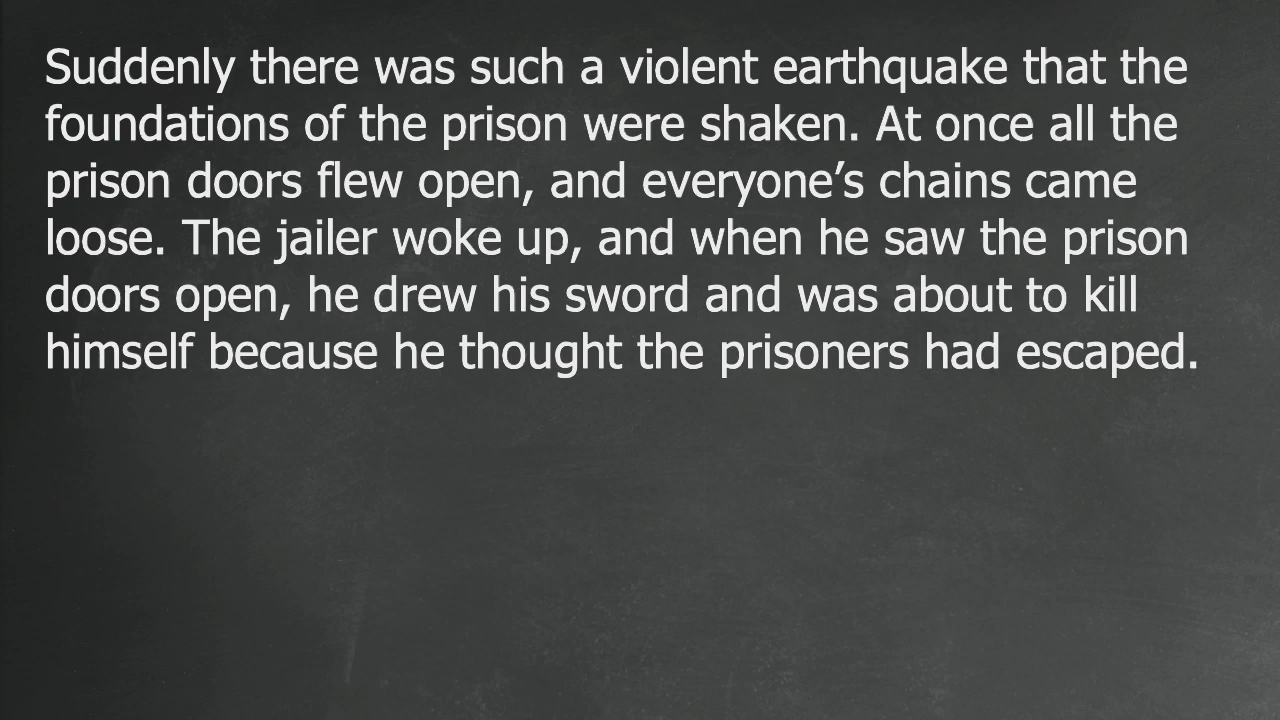 Suddenly there was such a violent earthquake that the
foundations of the prison were shaken. At once all the
prison doors flew open, and everyone’s chains came
loose. The jailer woke up, and when he saw the prison
doors open, he drew his sword and was about to kill
himself because he thought the prisoners had escaped.